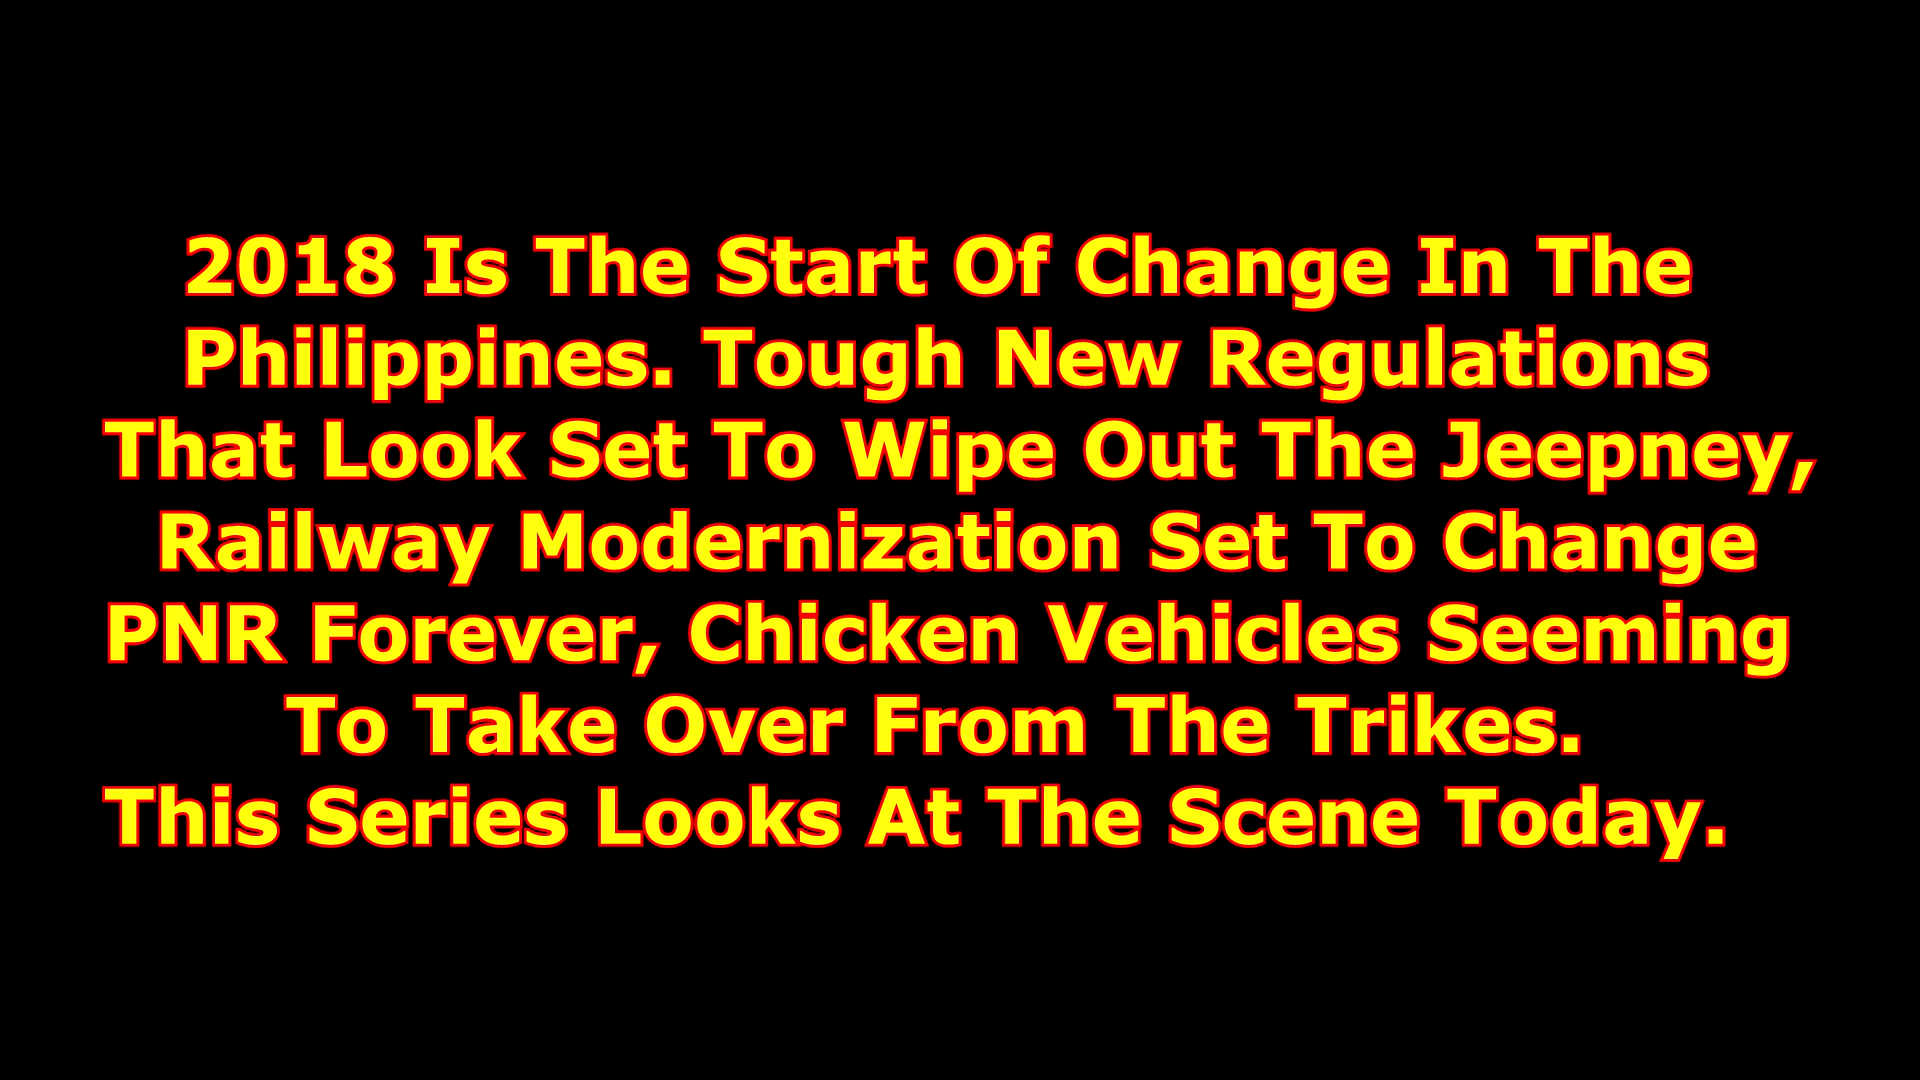 2018 Is The Start Of Change In The
Philippines. Tough New Regulations
That Look Set To Wipe Out The Jeepney,
Railway Modernization Set To Change
PNR Forever, Chicken Vehicles Seeming
To Take Over From The Trikes.
This Series Looks At The Scene Today.